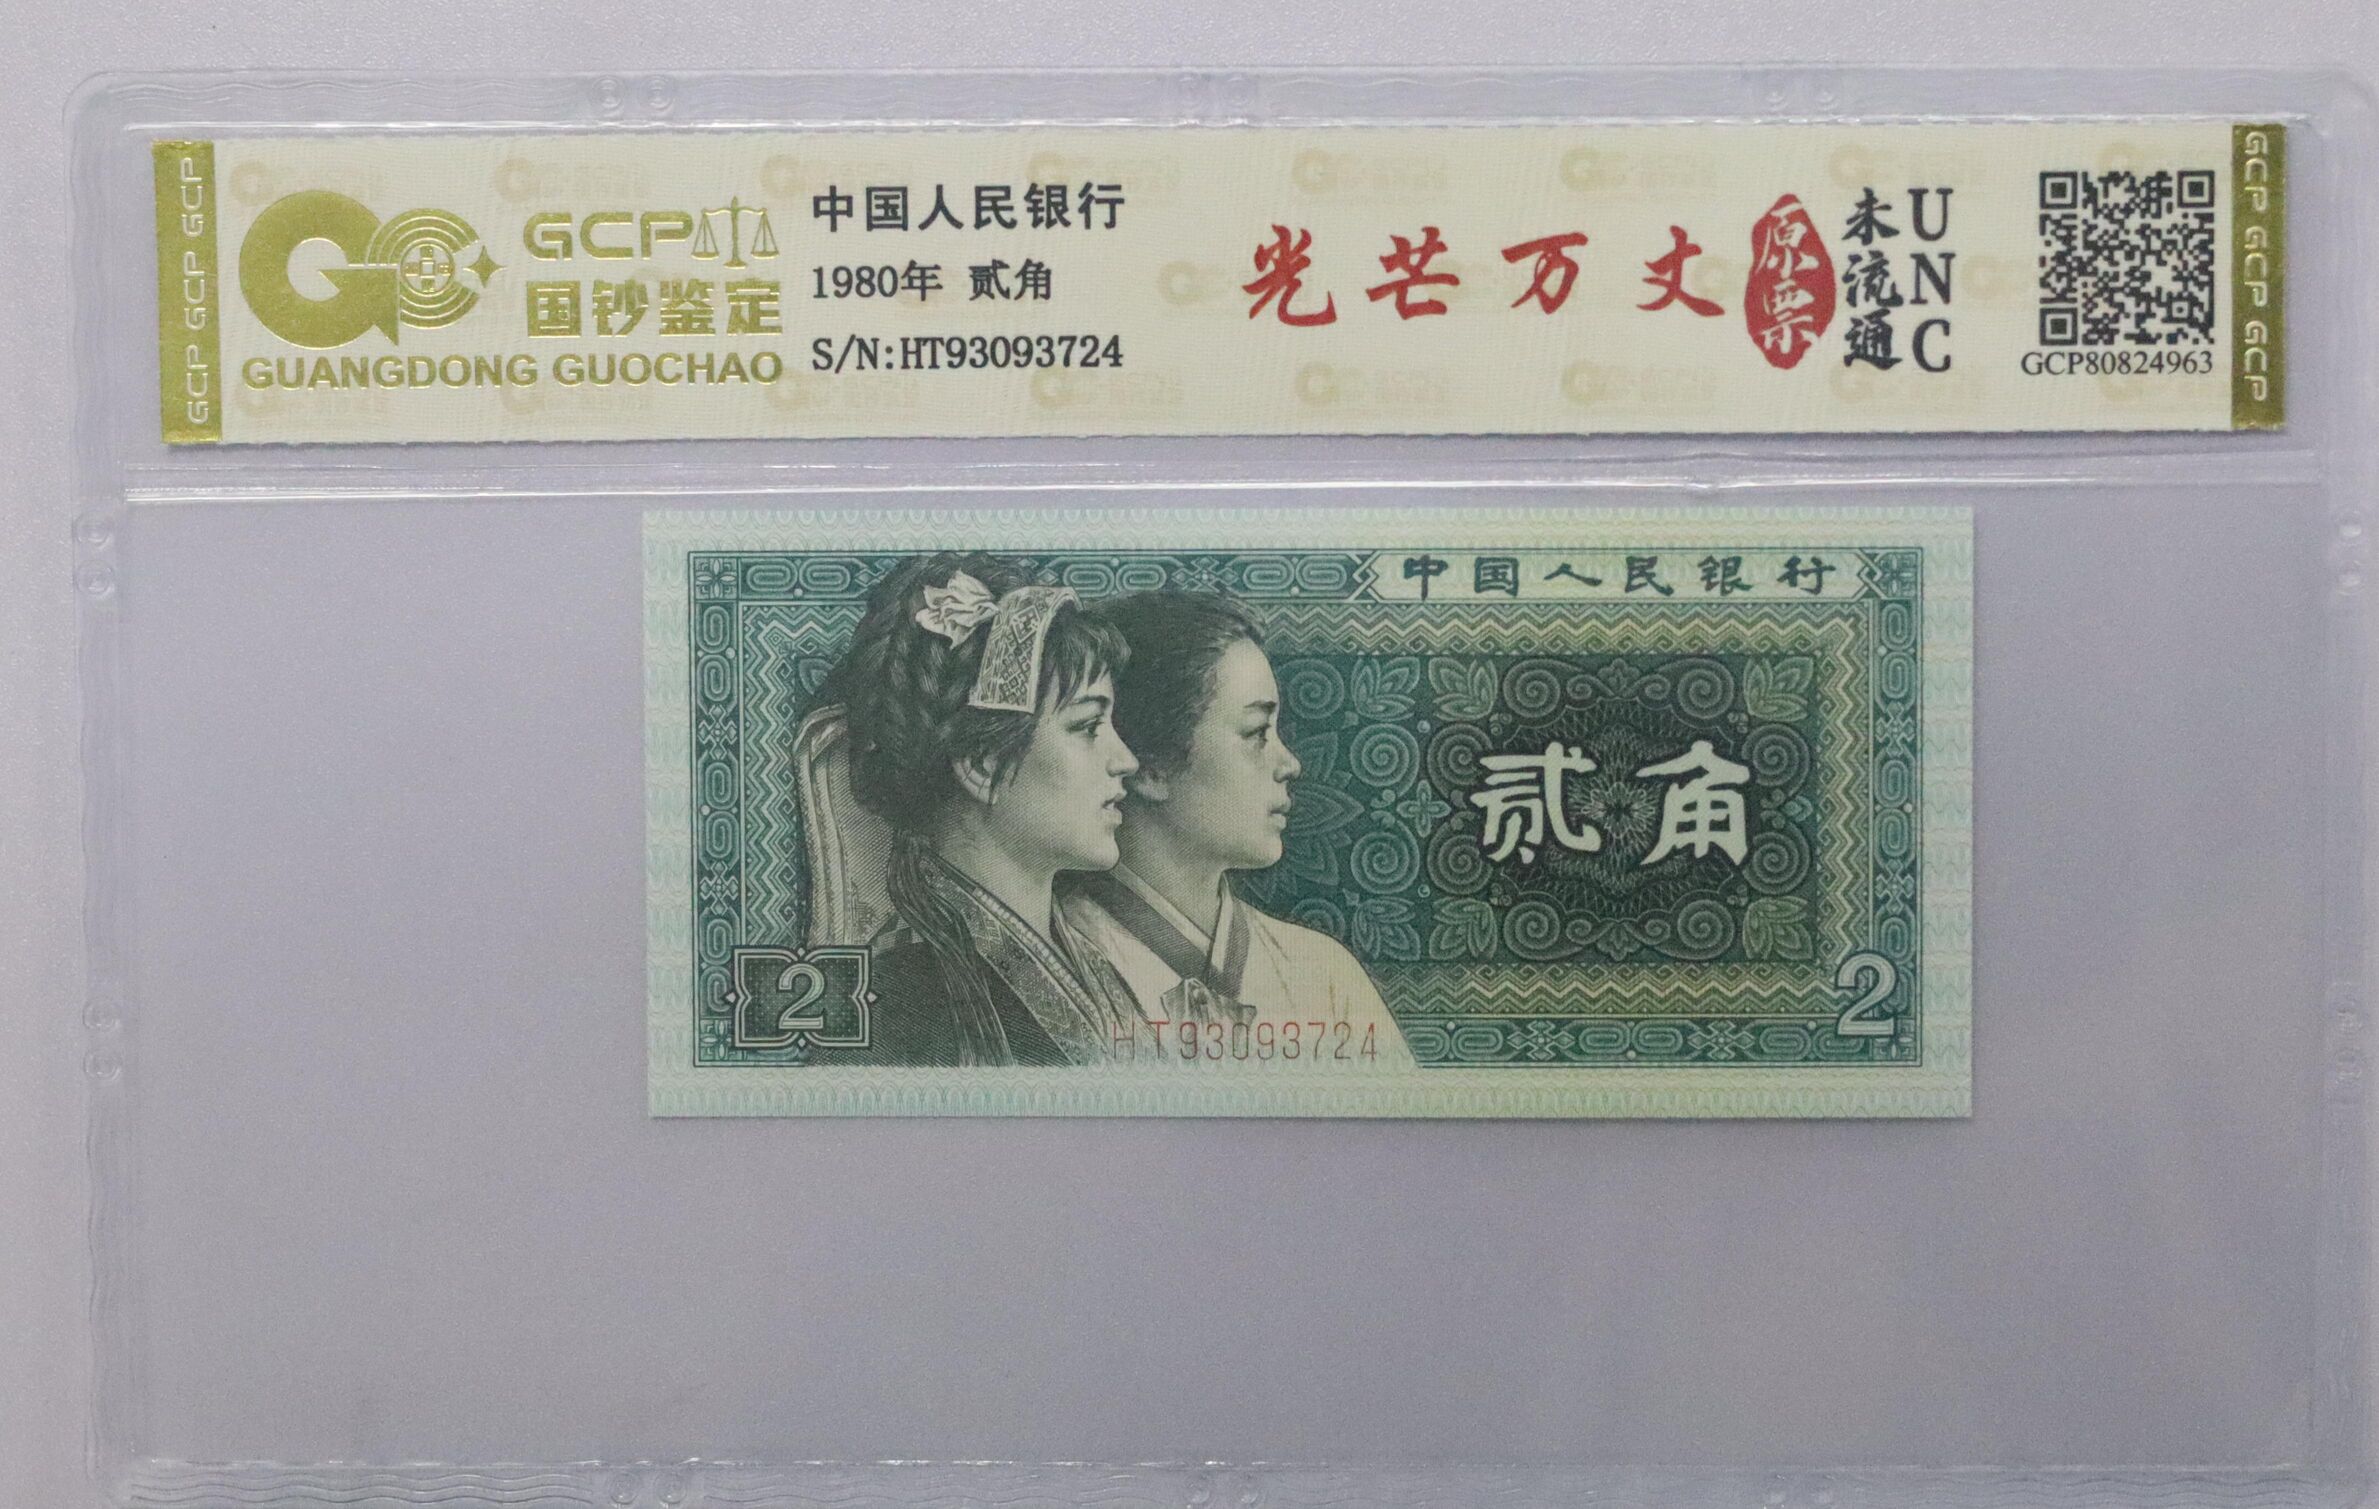 GCP GCP GCP
GCP
国钞鉴定
GUANGDONG GUOCHAO
中国人民银行
1980年 贰角
S/N:HT93093724
光芒万丈
原票
未流通
UNC
GCP80824963
GCP GCP GCP
中国人民银行
贰角
2
2
HT93093724